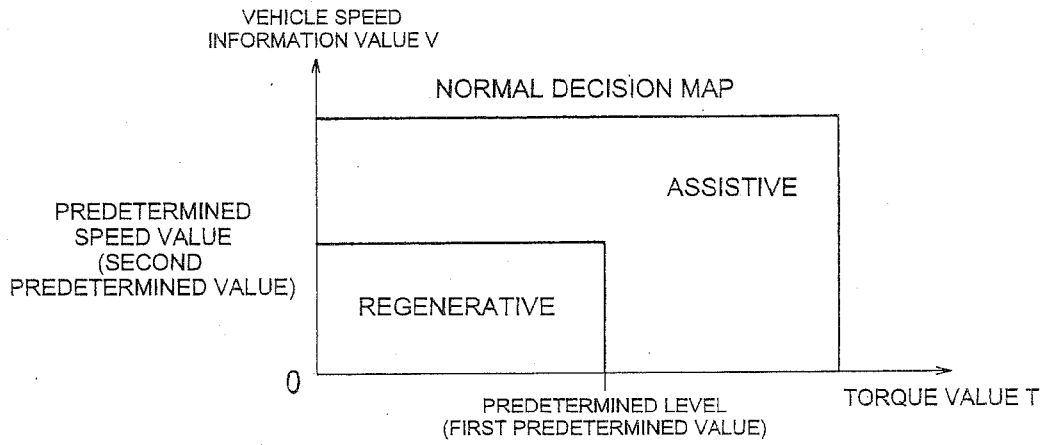 VEHICLE SPEED
INFORMATION VALUE V
NORMAL DECISION MAP
ASSISTIVE
PREDETERMINED
SPEED VALUE
(SECOND
PREDETERMINED VALUE)
REGENERATIVE
0
PREDETERMINED LEVEL
(FIRST PREDETERMINED VALUE)
TORQUE VALUE T